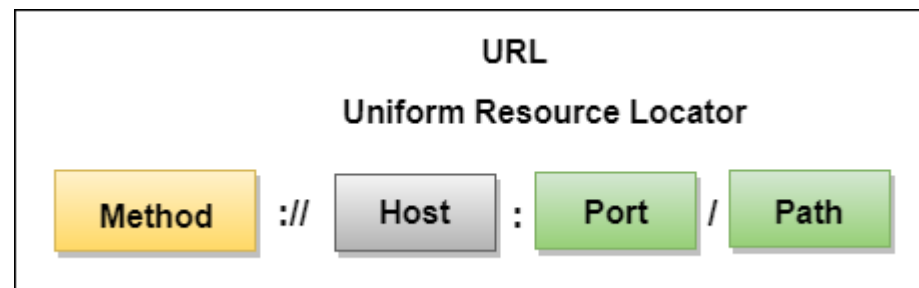 URL
Uniform Resource Locator
Method :// Host : Port / Path